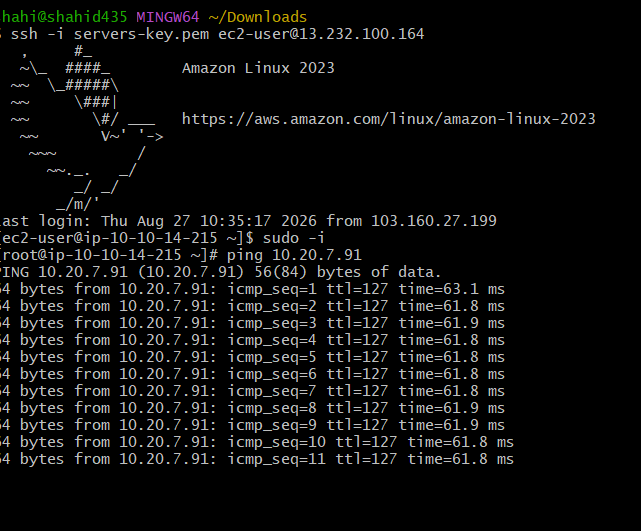 hahi@shahid435 MINGW64 ~/Downloads
$ ssh -i servers-key.pem ec2-user@13.232.100.164
   ,     #_
   ~\_  ####_        Amazon Linux 2023
  ~~  \_#####\
  ~~     \###|
  ~~       \#/ ___   https://aws.amazon.com/linux/amazon-linux-2023
   ~~       V~' '->
    ~~~         /
      ~~._.   _/
         _/ _/
       _/m/'
ast login: Thu Aug 27 10:35:17 2026 from 103.160.27.199
[ec2-user@ip-10-10-14-215 ~]$ sudo -i
[root@ip-10-10-14-215 ~]# ping 10.20.7.91
PING 10.20.7.91 (10.20.7.91) 56(84) bytes of data.
64 bytes from 10.20.7.91: icmp_seq=1 ttl=127 time=63.1 ms
64 bytes from 10.20.7.91: icmp_seq=2 ttl=127 time=61.8 ms
64 bytes from 10.20.7.91: icmp_seq=3 ttl=127 time=61.9 ms
64 bytes from 10.20.7.91: icmp_seq=4 ttl=127 time=61.8 ms
64 bytes from 10.20.7.91: icmp_seq=5 ttl=127 time=61.8 ms
64 bytes from 10.20.7.91: icmp_seq=6 ttl=127 time=61.8 ms
64 bytes from 10.20.7.91: icmp_seq=7 ttl=127 time=61.8 ms
64 bytes from 10.20.7.91: icmp_seq=8 ttl=127 time=61.9 ms
64 bytes from 10.20.7.91: icmp_seq=9 ttl=127 time=61.9 ms
64 bytes from 10.20.7.91: icmp_seq=10 ttl=127 time=61.8 ms
64 bytes from 10.20.7.91: icmp_seq=11 ttl=127 time=61.8 ms